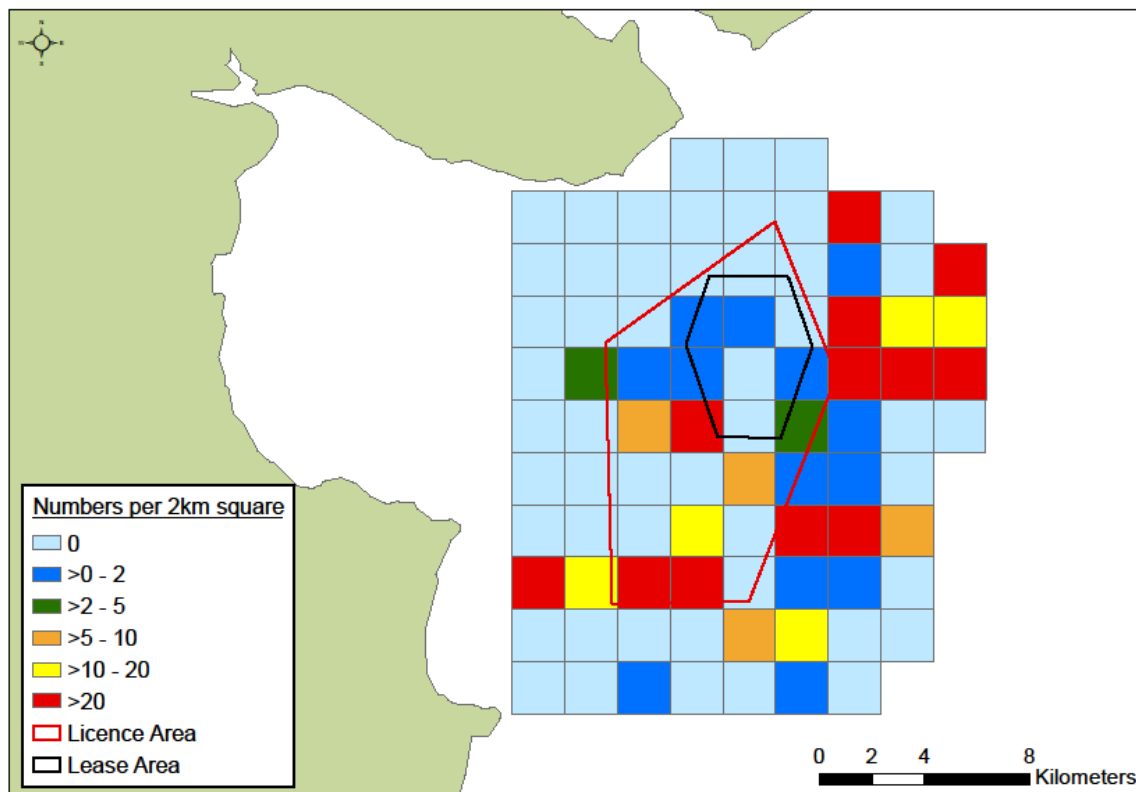 N
W E
S
Numbers per 2km square
0
>0 - 2
>2 - 5
>5 - 10
>10 - 20
>20
Licence Area
Lease Area
0 2 4 8
Kilometers